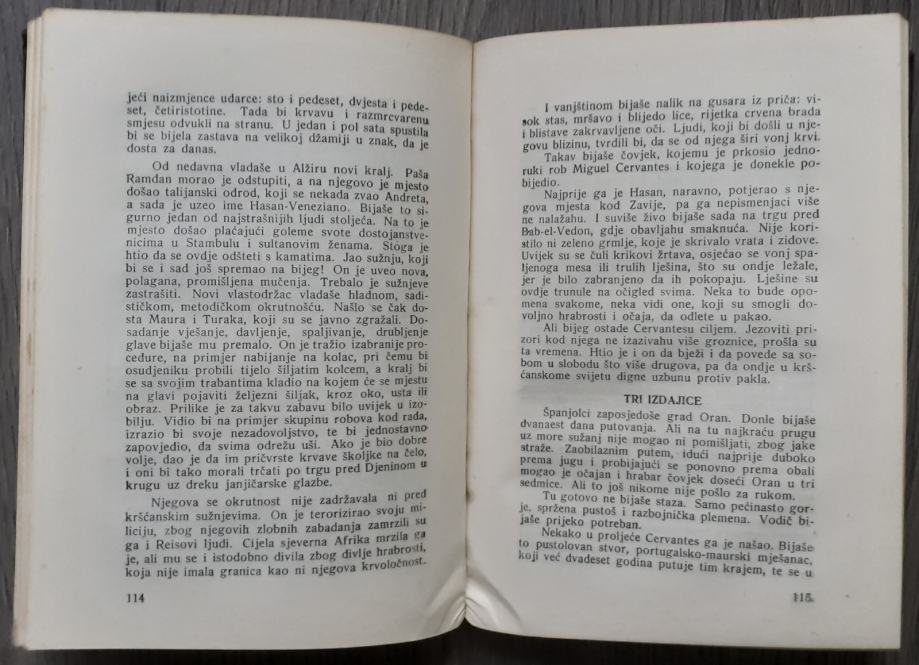 jeći naizmjence udarce: sto i pedeset, dvjesta i pede-
set, četiristotine. Tada bi krvavu i razmrcvarenu
smjesu odvukli na stranu. U jedan i pol sata spustila
bi se bijela zastava na velikoj džamiji u znak, da je
dosta za danas.
Od nedavna vladaše u Alžiru novi kralj. Paša
Ramdan morao je odstupiti, a na njegovo je mjesto
došao talijanski odrod, koji se nekada zvao Andreta,
a sada je uzeo ime Hasan-Veneziano. Bijaše to si-
gurno jedan od najstrašnijih ljudi stoljeća. Na to je
mjesto došao plaćajući goleme svote dostojanstve-
nicima u Stambulu i sultanovim ženama. Stoga je
htio da se ovdje odšteti s kamatima. Jao sužnju, koji
bi se i sad još spremao na bijeg! On je uveo nova,
polagana, promišljena mučenja. Trebalo je sužnjeve
zastrašiti. Novi vlastodržac vladaše hladnom, sadi-
stičkom, metodičkom okrutnošću. Našlo se čak do-
sta Maura i Turaka, koji su se javno zgražali. Do-
sadanje vješanje, davljenje, spaljivanje, drubljenje
glave bijaše mu premalo. On je tražio izabranije pro-
cedure, na primjer nabijanje na kolac, pri čemu bi
osudjeniku probili tijelo šiljatim kolcem, a kralj bi
se sa svojim trabantima kladio na kojem će se mjestu
na glavi pojaviti željezni šiljak, kroz oko, usta ili
obraz. Prilike je za takvu zabavu bilo uvijek u izo-
bilju. Vidio bi na primjer skupinu robova kod rada,
izrazio bi svoje nezadovoljstvo, te bi jednostavno
zapovjedio, da svima odrežu uši. Ako je bio dobre
volje, dao je da im pričvrste krvave školjke na čelo,
i oni bi tako morali trčati po trgu pred Djeninom u
krugu uz dreku janjičarske glazbe.
Njegova se okrutnost nije zadržavala ni pred
kršćanskim sužnjevima. On je terorizirao svoju mi-
liciju, zbog njegovih zlobnih zabadanja zamrzili su
ga i Reisovi ljudi. Cijela sjeverna Afrika mrzila ga
je, ali mu se i istodobno divila zbog divlje hrabrosti,
koja nije imala granica kao ni njegova krvoločnost.
114
I vanjštinom bijaše nalik na gusara iz priča: vi-
sok stas, mršavo i blijedo lice, rijetka crvena brada
i blistave zakrvavljene oči. Ljudi, koji bi došli u nje-
govu blizinu, tvrdili bi, da se od njega širi vonj krvi.
Takav bijaše čovjek, kojemu je prkosio jedno-
ruki rob Miguel Cervantes i kojega je donekle po-
bijedio.
Najprije ga je Hasan, naravno, potjerao s nje-
gova mjesta kod Zavije, pa ga nepismenjaci više
ne nalažahu. I suviše živo bijaše sada na trgu pred
Bab-el-Vedon, gdje obavljahu smaknuća. Nije kori-
stilo ni zeleno grmlje, koje je skrivalo vrata i zidove.
Uvijek su se čuli krikovi žrtava, osjećao se vonj spa-
ljenoga mesa ili trulih lješina, što su ondje ležale,
jer je bilo zabranjeno da ih pokopaju. Lješine su
ovdje trunule na očigled svima. Neka to bude opo-
mena svakome, neka vidi one, koji su smogli do-
voljno hrabrosti i očaja, da odlete u pakao.
Ali bijeg ostade Cervantesu ciljem. Jezoviti pri-
zori kod njega ne izazivahu više groznice, prošla su
ta vremena. Htio je i on da bježi i da povede sa so-
bom u slobodu što više drugova, pa da ondje u krš-
ćanskome svijetu digne uzbunu protiv pakla.
TRI IZDAJICE
Španjolci zaposjedoše grad Oran. Donle bijaše
dvanaest dana putovanja. Ali na tu najkraću prugu
uz more sužanj nije mogao ni pomišljati, zbog jake
straže. Zaobilaznim putem, idući najprije duboko
prema jugu i probijajući se ponovno prema obali
mogao je očajan i hrabar čovjek doseći Oran u tri
sedmice. Ali to još nikome nije pošlo za rukom.
Tu gotovo ne bijaše staza. Samo pećinasto gor-
je, spržena pustoš i razbojnička plemena. Vodič bi-
jaše prijeko potreban.
Nekako u proljeće Cervantes ga je našao. Bijaše
to pustolovan stvor, portugalsko-maurski mješanac,
koji već dvadeset godina putuje tim krajem, te se u
115